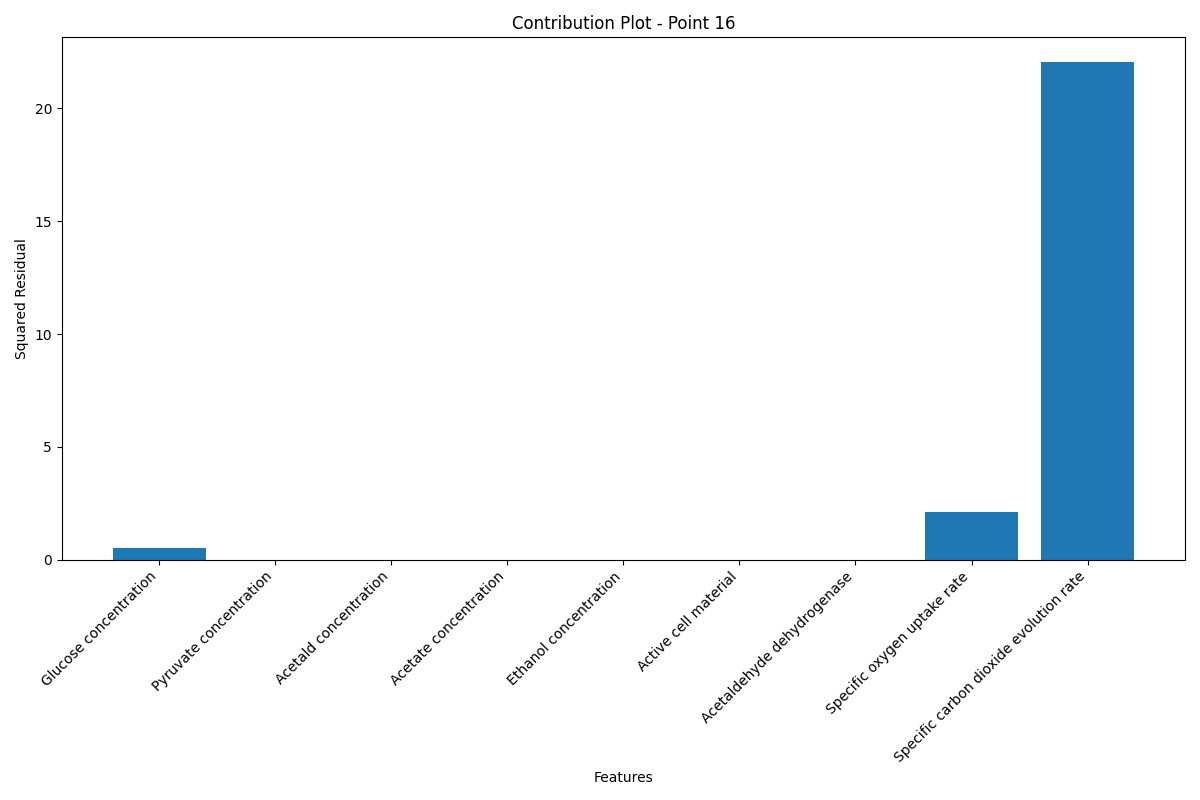 Contribution Plot - Point 16
Squared Residual
20
15
10
5
0
Glucose concentration
Pyruvate concentration
Acetald concentration
Acetate concentration
Ethanol concentration
Active cell material
Acetaldehyde dehydrogenase
Specific oxygen uptake rate
Specific carbon dioxide evolution rate
Features